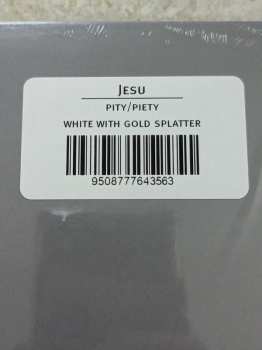 Jesu
PITY/PIETY
WHITE WITH GOLD SPLATTER
9508777643563